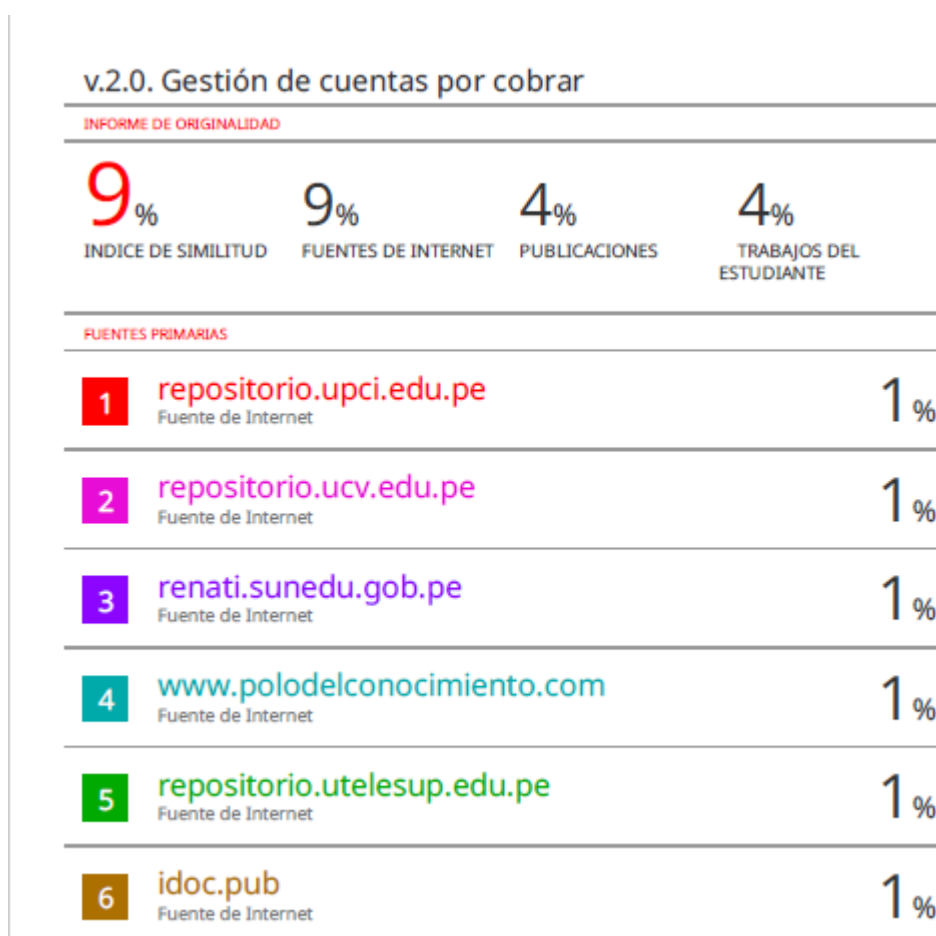 v.2.0. Gestión de cuentas por cobrar
INFORME DE ORIGINALIDAD
9% 9% 4% 4%
INDICE DE SIMILITUD FUENTES DE INTERNET PUBLICACIONES TRABAJOS DEL
ESTUDIANTE
FUENTES PRIMARIAS
1 repositorio.upci.edu.pe 1%
Fuente de Internet
2 repositorio.ucv.edu.pe 1%
Fuente de Internet
3 renati.sunedu.gob.pe 1%
Fuente de Internet
4 www.polodelconocimiento.com 1%
Fuente de Internet
5 repositorio.utelesup.edu.pe 1%
Fuente de Internet
6 idoc.pub 1%
Fuente de Internet